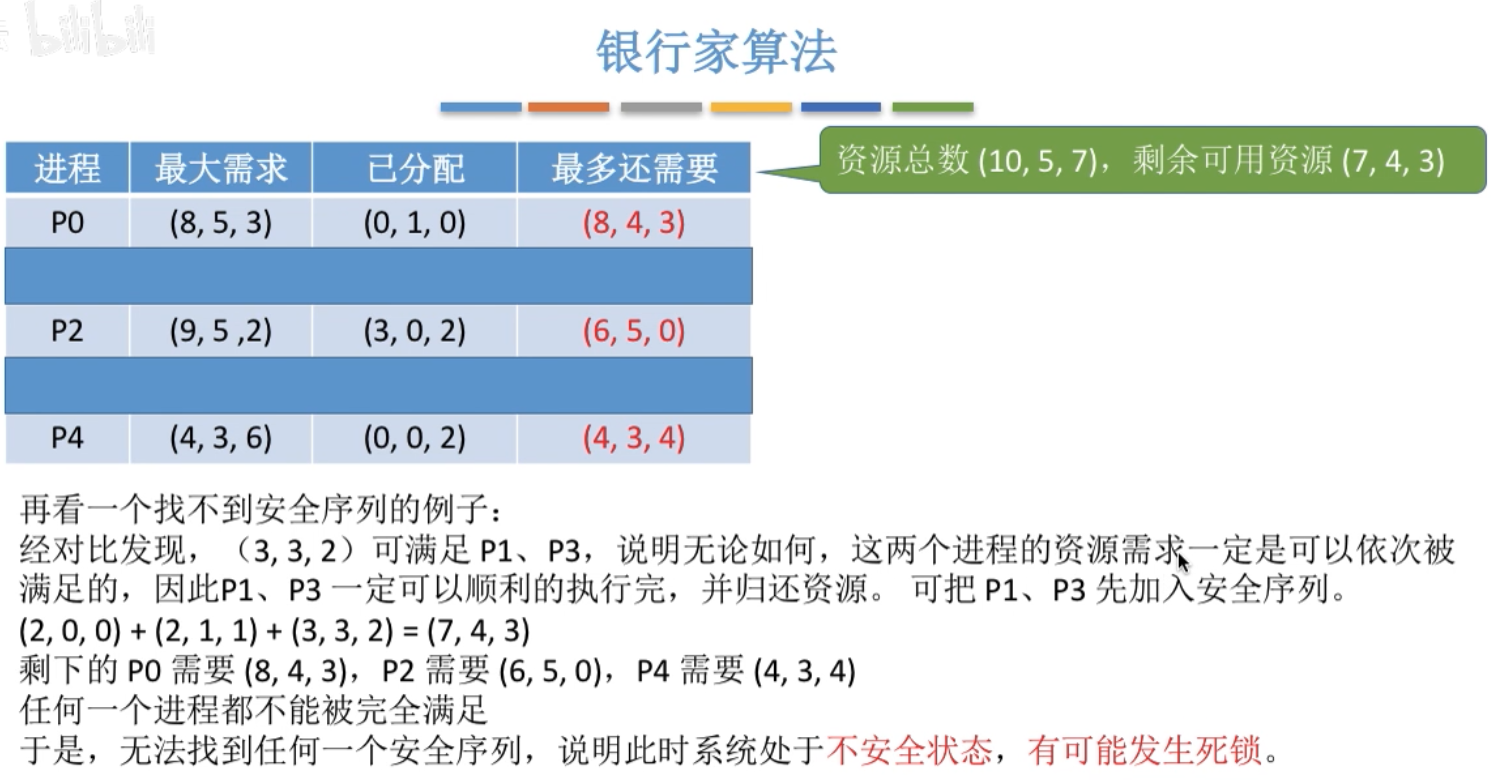 bilibili
银行家算法
资源总数 (10, 5, 7)，剩余可用资源 (7, 4, 3)
进程 最大需求 已分配 最多还需要
P0 (8, 5, 3) (0, 1, 0) (8, 4, 3)
P2 (9, 5 ,2) (3, 0, 2) (6, 5, 0)
P4 (4, 3, 6) (0, 0, 2) (4, 3, 4)
再看一个找不到安全序列的例子：
经对比发现，（3, 3, 2）可满足 P1、P3，说明无论如何，这两个进程的资源需求一定是可以依次被
满足的，因此P1、P3 一定可以顺利的执行完，并归还资源。 可把 P1、P3 先加入安全序列。
(2, 0, 0) + (2, 1, 1) + (3, 3, 2) = (7, 4, 3)
剩下的 P0 需要 (8, 4, 3)，P2 需要 (6, 5, 0)，P4 需要 (4, 3, 4)
任何一个进程都不能被完全满足
于是，无法找到任何一个安全序列，说明此时系统处于不安全状态，有可能发生死锁。